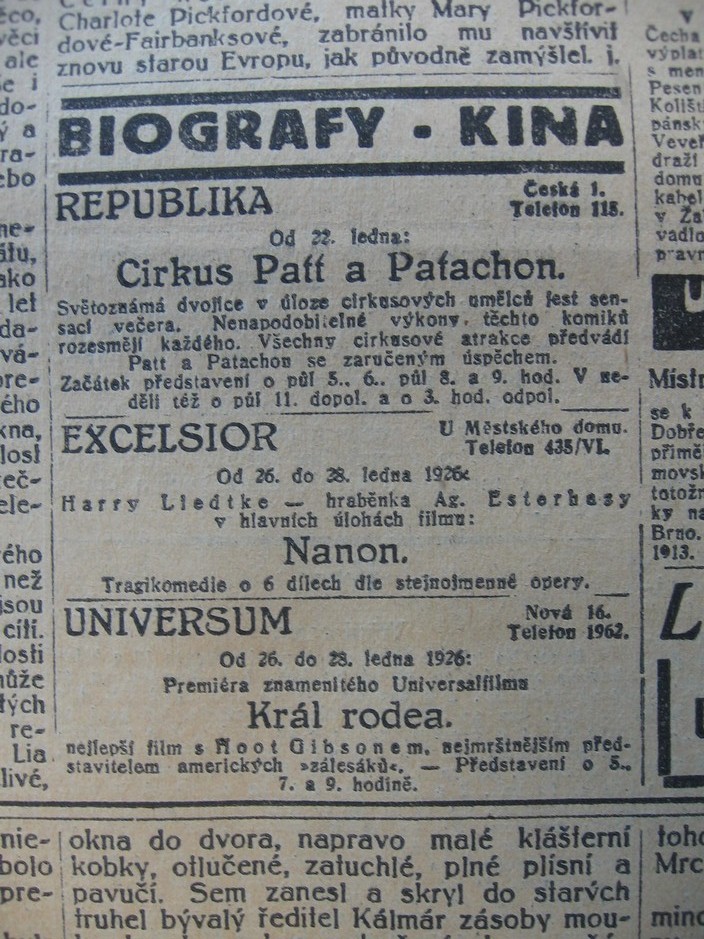 Charlote Pickfordové, matky Mary Pickfor-
dové-Fairbanksové, zabránilo mu navštívit
znovu starou Evropu, jak původně zamýšlel. j.
BIOGRAFY - KINA
REPUBLIKA
Česká 1.
Telefon 118.
Od 22. ledna:
Cirkus Patt a Patachon.
Světoznámá dvojice v úloze cirkusových umělců jest sen-
sací večera. Nenapodobitelné výkony těchto komiků
rozesmějí každého. Všechny cirkusové atrakce předvádí
Patt a Patachon se zaručeným úspěchem.
Začátek představení o půl 5., 6., půl 8. a 9. hod. V ne-
děli též o půl 11. dopol. a o 3. hod. odpol.
EXCELSIOR
U Městského domu.
Telefon 435/VI.
Od 26. do 28. ledna 1926:
Harry Liedtke — hraběnka Ag. Esterhasy
v hlavních úlohách filmu:
Nanon.
Tragikomedie o 6 dílech dle stejnojmenné opery.
UNIVERSUM
Nová 16.
Telefon 1962.
Od 26. do 28. ledna 1926:
Premiéra znamenitého Universalfilmu
Král rodea.
nejlepší film s Hoot Gibsonem, nejmrštnějším před-
stavitelem amerických »zálesáků«. — Představení o 5.,
7. a 9. hodině.
okna do dvora, napravo malé klášterní
kobky, otlučené, zatuchlé, plné plísní a
pavučí. Sem zanesl a skryl do starých
truhel bývalý ředitel Kálmár zásoby mou-